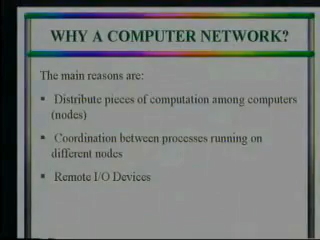 WHY A COMPUTER NETWORK?
The main reasons are:
▪ Distribute pieces of computation among computers
(nodes)
▪ Coordination between processes running on
different nodes
▪ Remote I/O Devices